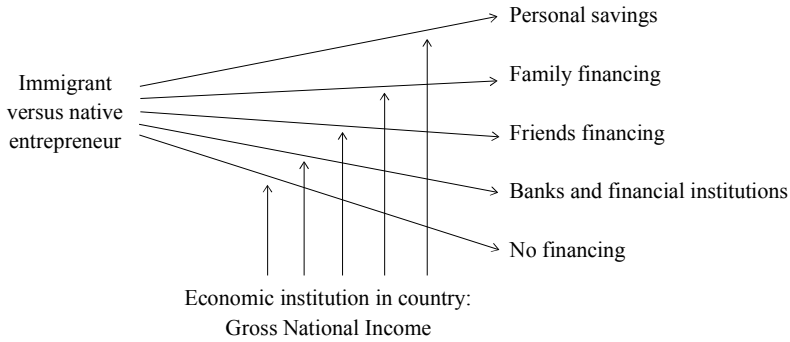 Personal savings
Immigrant
versus native
entrepreneur
Family financing
Friends financing
Banks and financial institutions
No financing
Economic institution in country:
Gross National Income